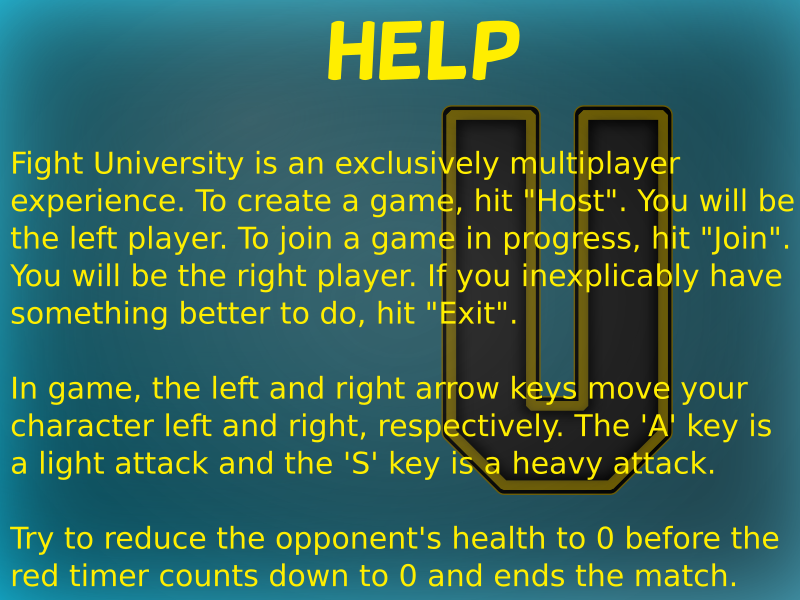 HELP
Fight University is an exclusively multiplayer
experience. To create a game, hit "Host". You will be
the left player. To join a game in progress, hit "Join".
You will be the right player. If you inexplicably have
something better to do, hit "Exit".
In game, the left and right arrow keys move your
character left and right, respectively. The 'A' key is
a light attack and the 'S' key is a heavy attack.
Try to reduce the opponent's health to 0 before the
red timer counts down to 0 and ends the match.
U